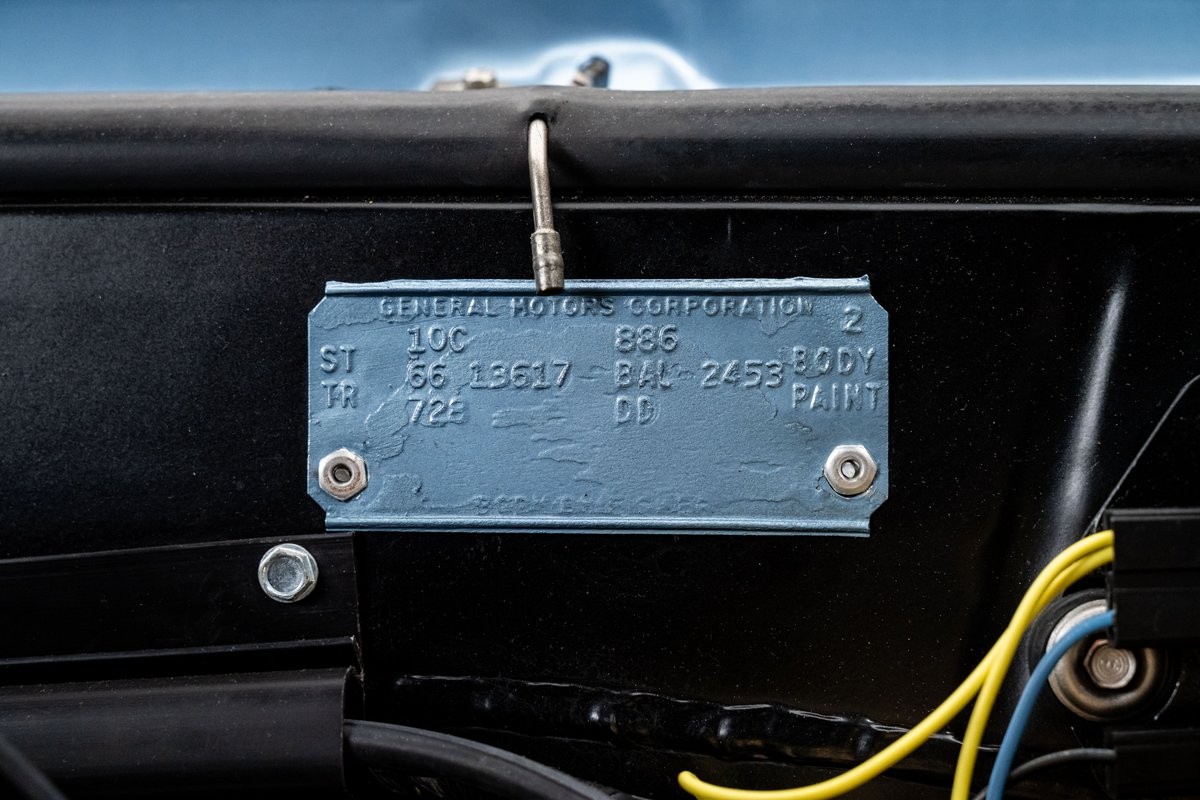 GENERAL MOTORS CORPORATION
10C 886 2
ST 66 13617 BAL 2453 BODY
TR 728 DD PAINT